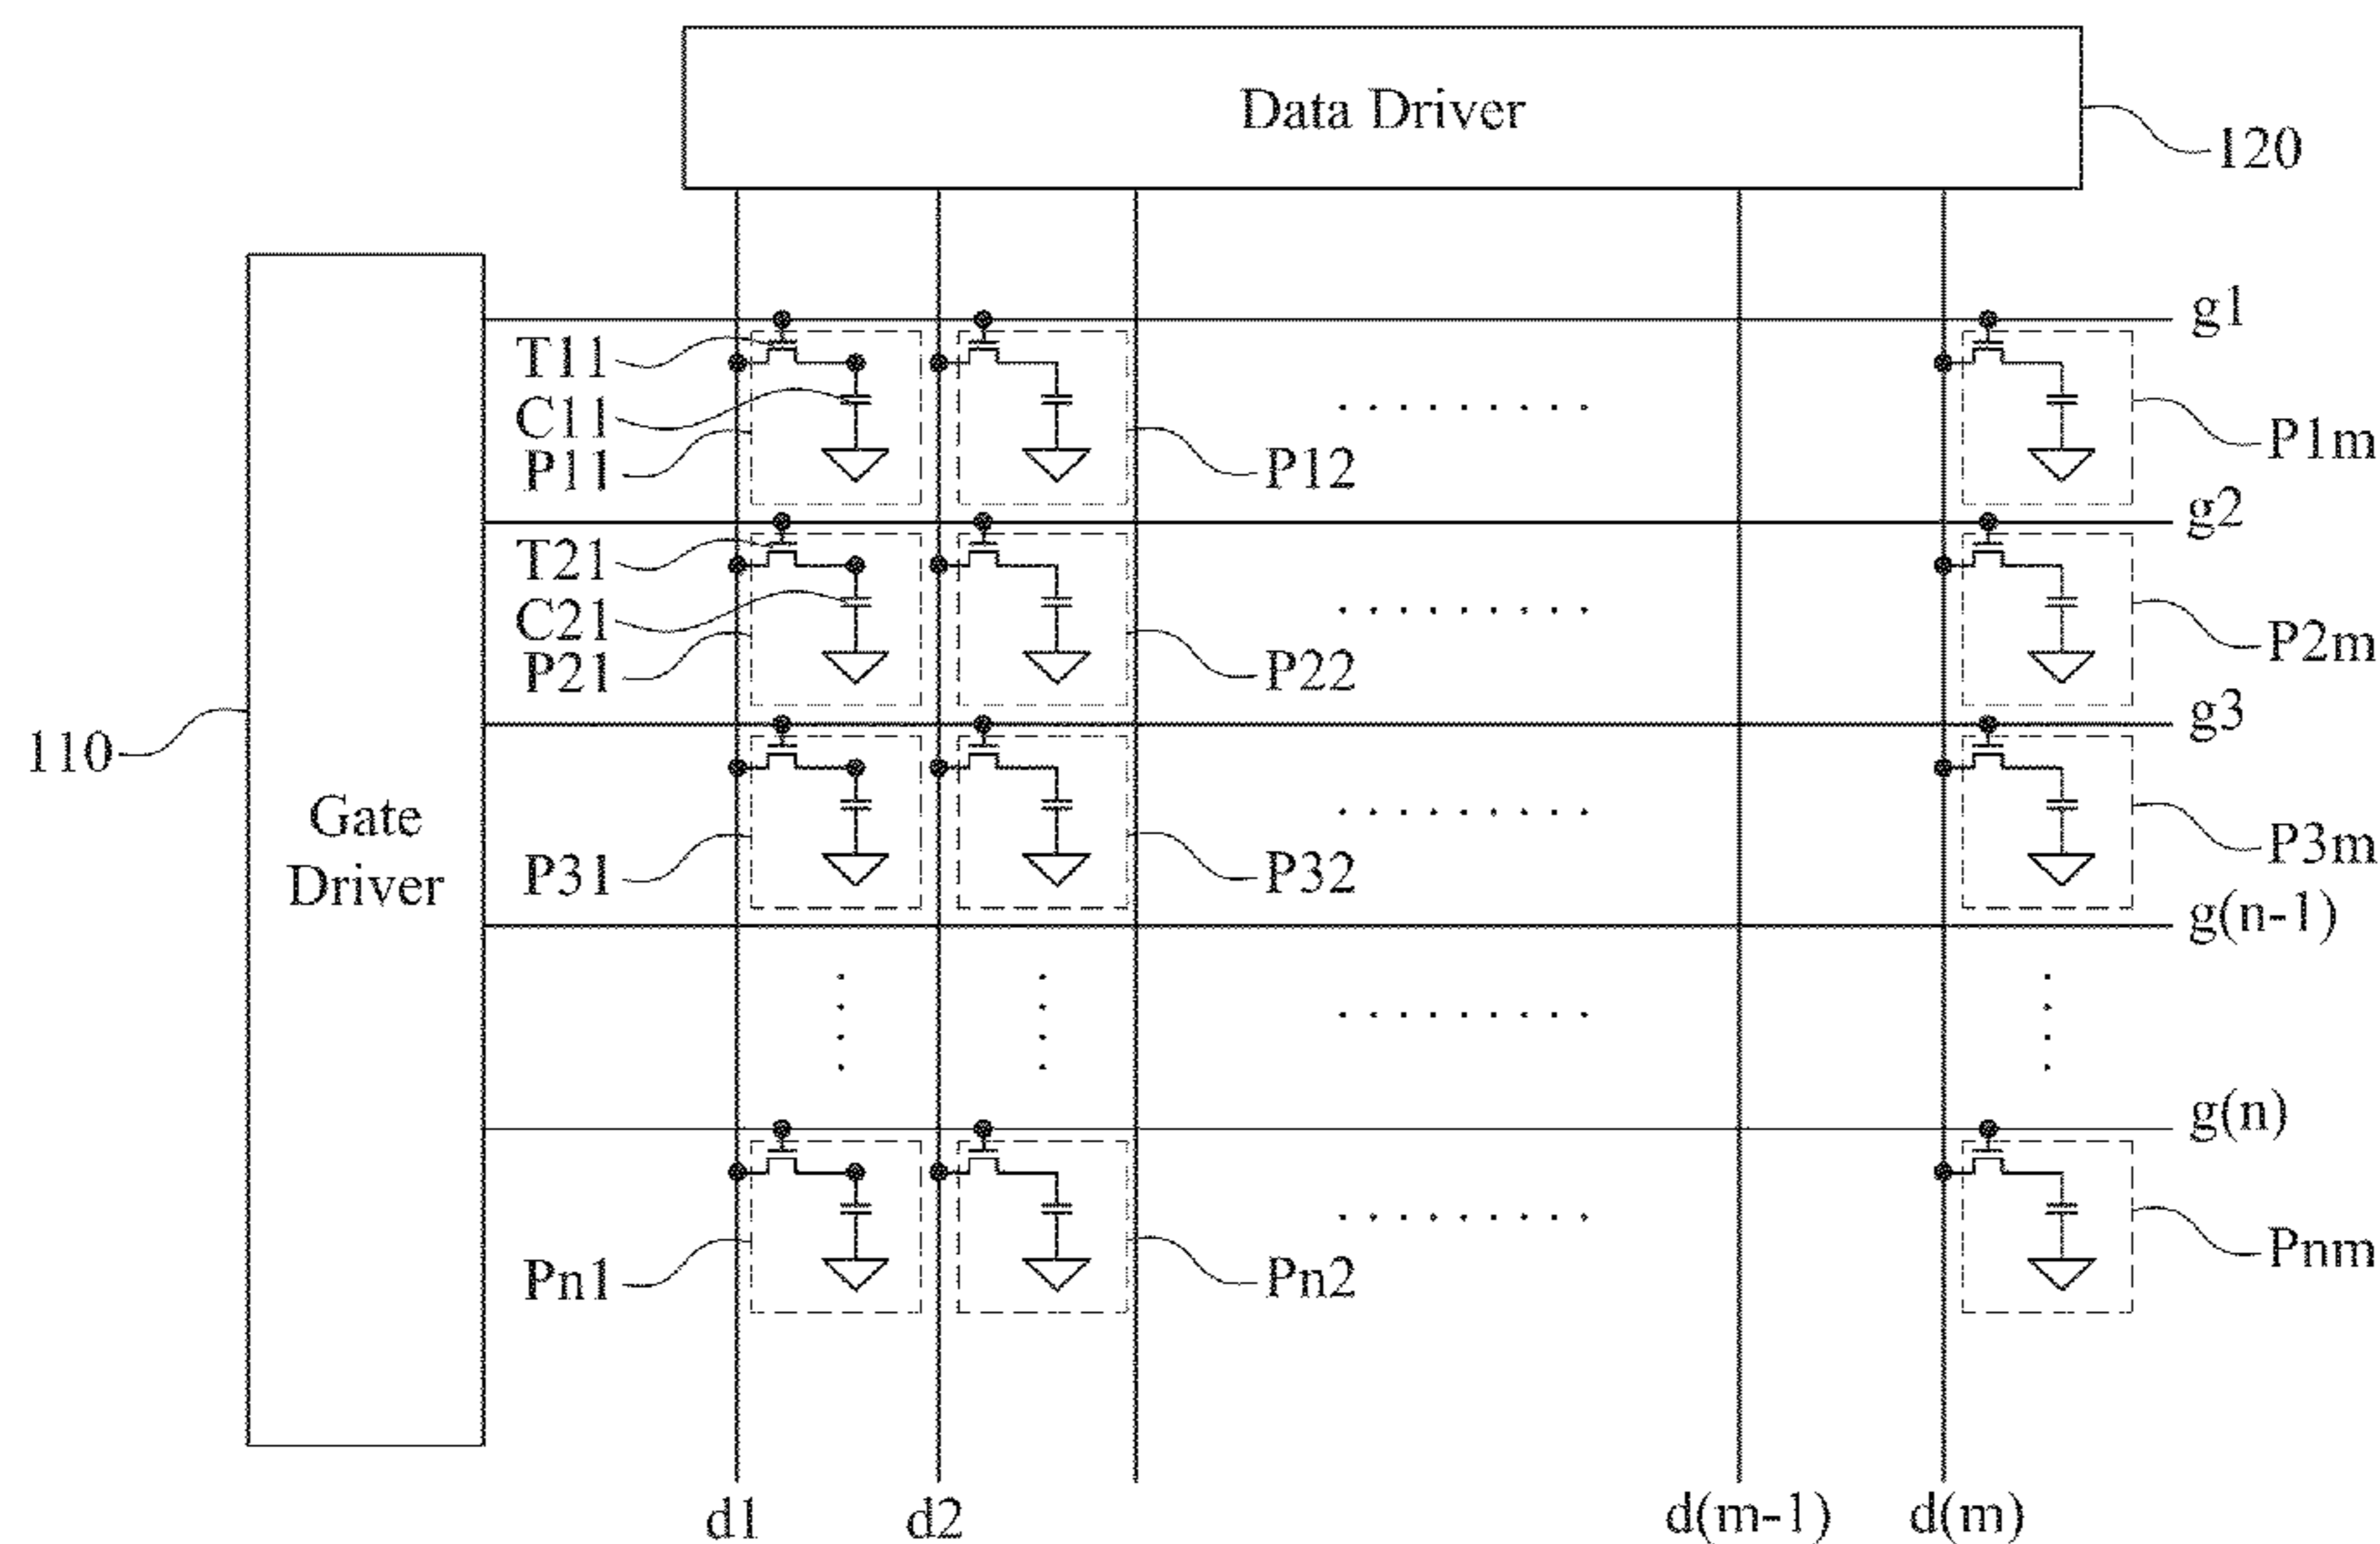 Data Driver
120
g1
T11
C11
P11
P12
P1m
g2
T21
C21
P21
P22
P2m
g3
110
Gate
Driver
P31
P32
P3m
g(n-1)
g(n)
Pn1
Pn2
Pnm
d1
d2
d(m-1)
d(m)